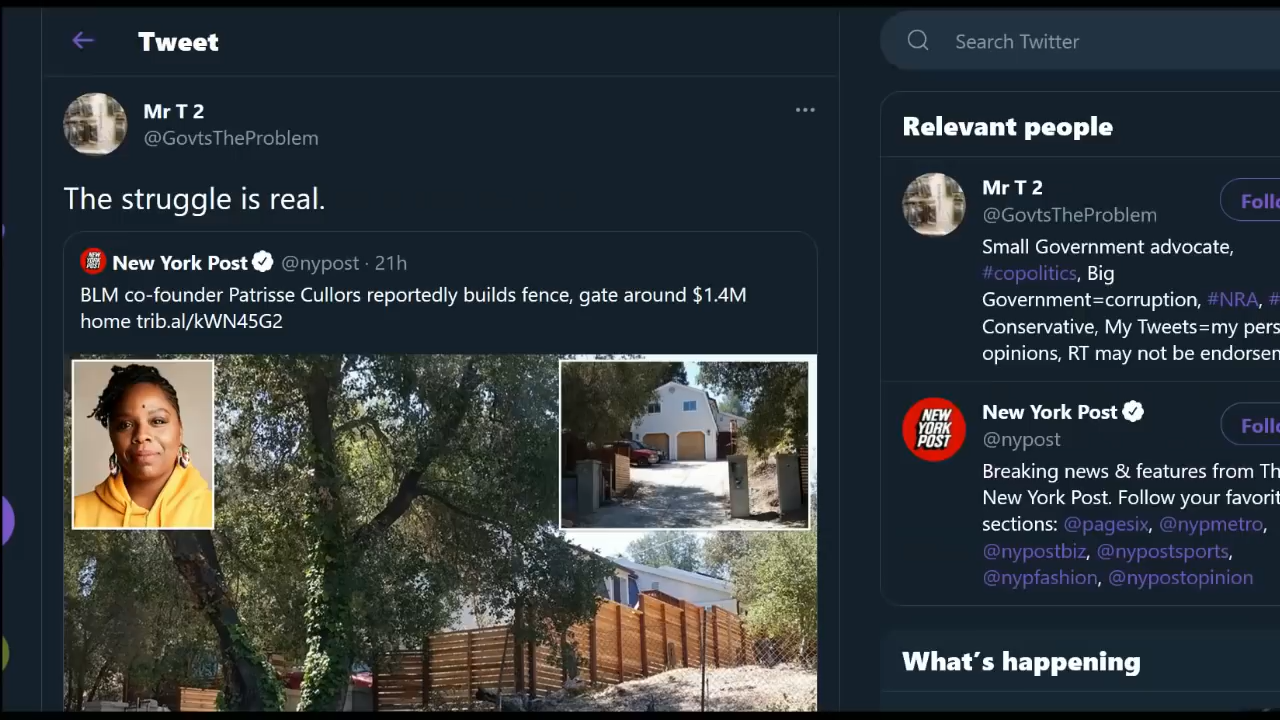 Tweet
Mr T 2
@GovtsTheProblem
The struggle is real.
New York Post @nypost · 21h
BLM co-founder Patrisse Cullors reportedly builds fence, gate around $1.4M
home trib.al/kWN45G2
Search Twitter
Relevant people
Mr T 2
@GovtsTheProblem
Follo
Small Government advocate,
#copolitics, Big
Government=corruption, #NRA, #
Conservative, My Tweets=my pers
opinions, RT may not be endorsem
NEW
YORK
POST
New York Post
@nypost
Follo
Breaking news & features from Th
New York Post. Follow your favorit
sections: @pagesix, @nypmetro,
@nypostbiz, @nypostsports,
@nypfashion, @nypostopinion
What's happening